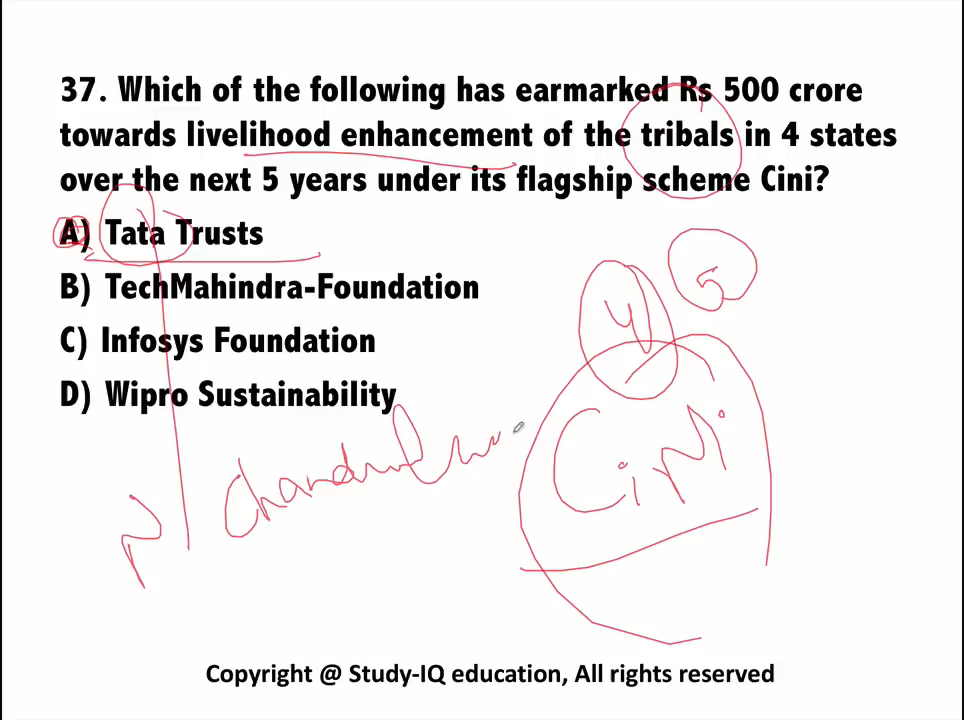 37. Which of the following has earmarked Rs 500 crore
towards livelihood enhancement of the tribals in 4 states
over the next 5 years under its flagship scheme Cini?
A) Tata Trusts
B) TechMahindra-Foundation
C) Infosys Foundation
D) Wipro Sustainability
4
5
CiNi
N
Copyright @ Study-IQ education, All rights reserved